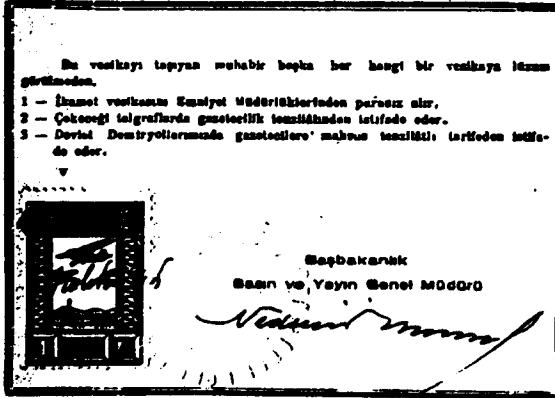 Bu vesikayı taşıyan muhabir başka her hangi bir vesikaya lüzum
görülmeden,
1 — İkamet vesikasını Emniyet Müdürlüklerinden parasız alır.
2 — Çekeceği telgraflarda gazetecilik tenzilâtından istifade eder.
3 — Devlet Demiryollarımızda gazetecilere mahsus tenzilâtlı tarifeden istifa-
de eder.
Başbakanlık
Basın ve Yayın Genel Müdürü